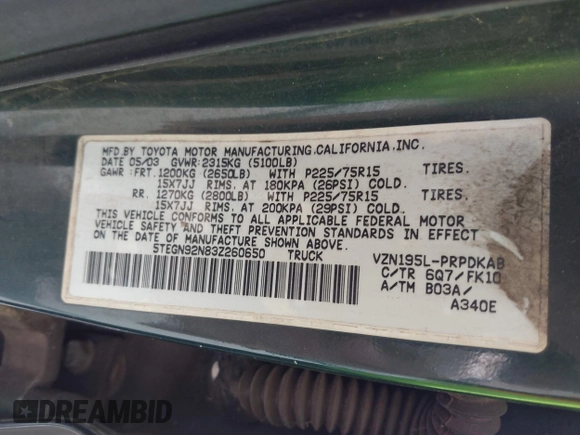 MFD.BY TOYOTA MOTOR MANUFACTURING.CALIFORNIA.INC.
DATE 05/03 GVWR:2315KG (5100LB)
GAWR:FRT.1200KG (2650LB) WITH P225/75R15 TIRES.
15X7JJ RIMS. AT 180KPA (26PSI) COLD.
RR. 1270KG (2800LB) WITH P225/75R15 TIRES.
15X7JJ RIMS. AT 200KPA (29PSI) COLD.
THIS VEHICLE CONFORMS TO ALL APPLICABLE FEDERAL MOTOR
VEHICLE SAFETY AND THEFT PREVENTION STANDARDS IN
EFFECT ON THE DATE OF MANUFACTURE SHOWN ABOVE.
5TEGN92N83Z260650 TRUCK
VZN195L-PRPDKAB
C/TR 6Q7/FK10
A/TM B03A/
A340E
DREAMBID